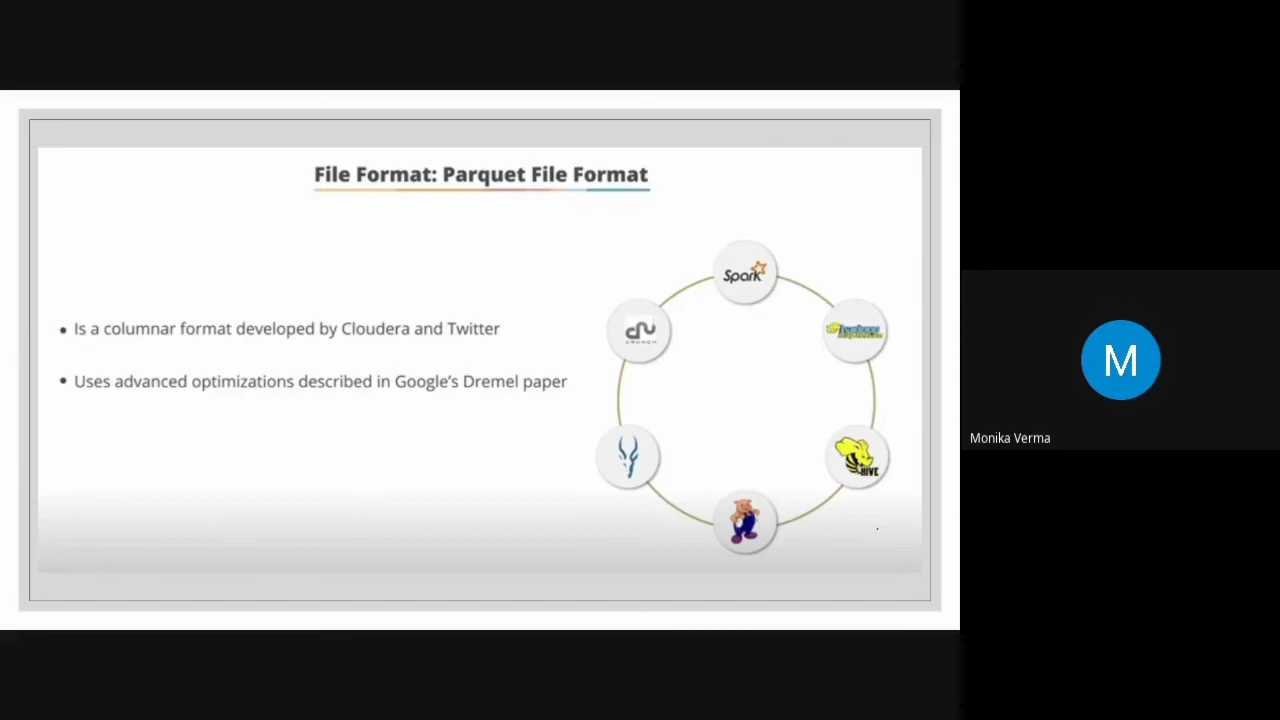 File Format: Parquet File Format
Spark
CRUNCH
• Is a columnar format developed by Cloudera and Twitter
• Uses advanced optimizations described in Google's Dremel paper
HIVE
M
Monika Verma